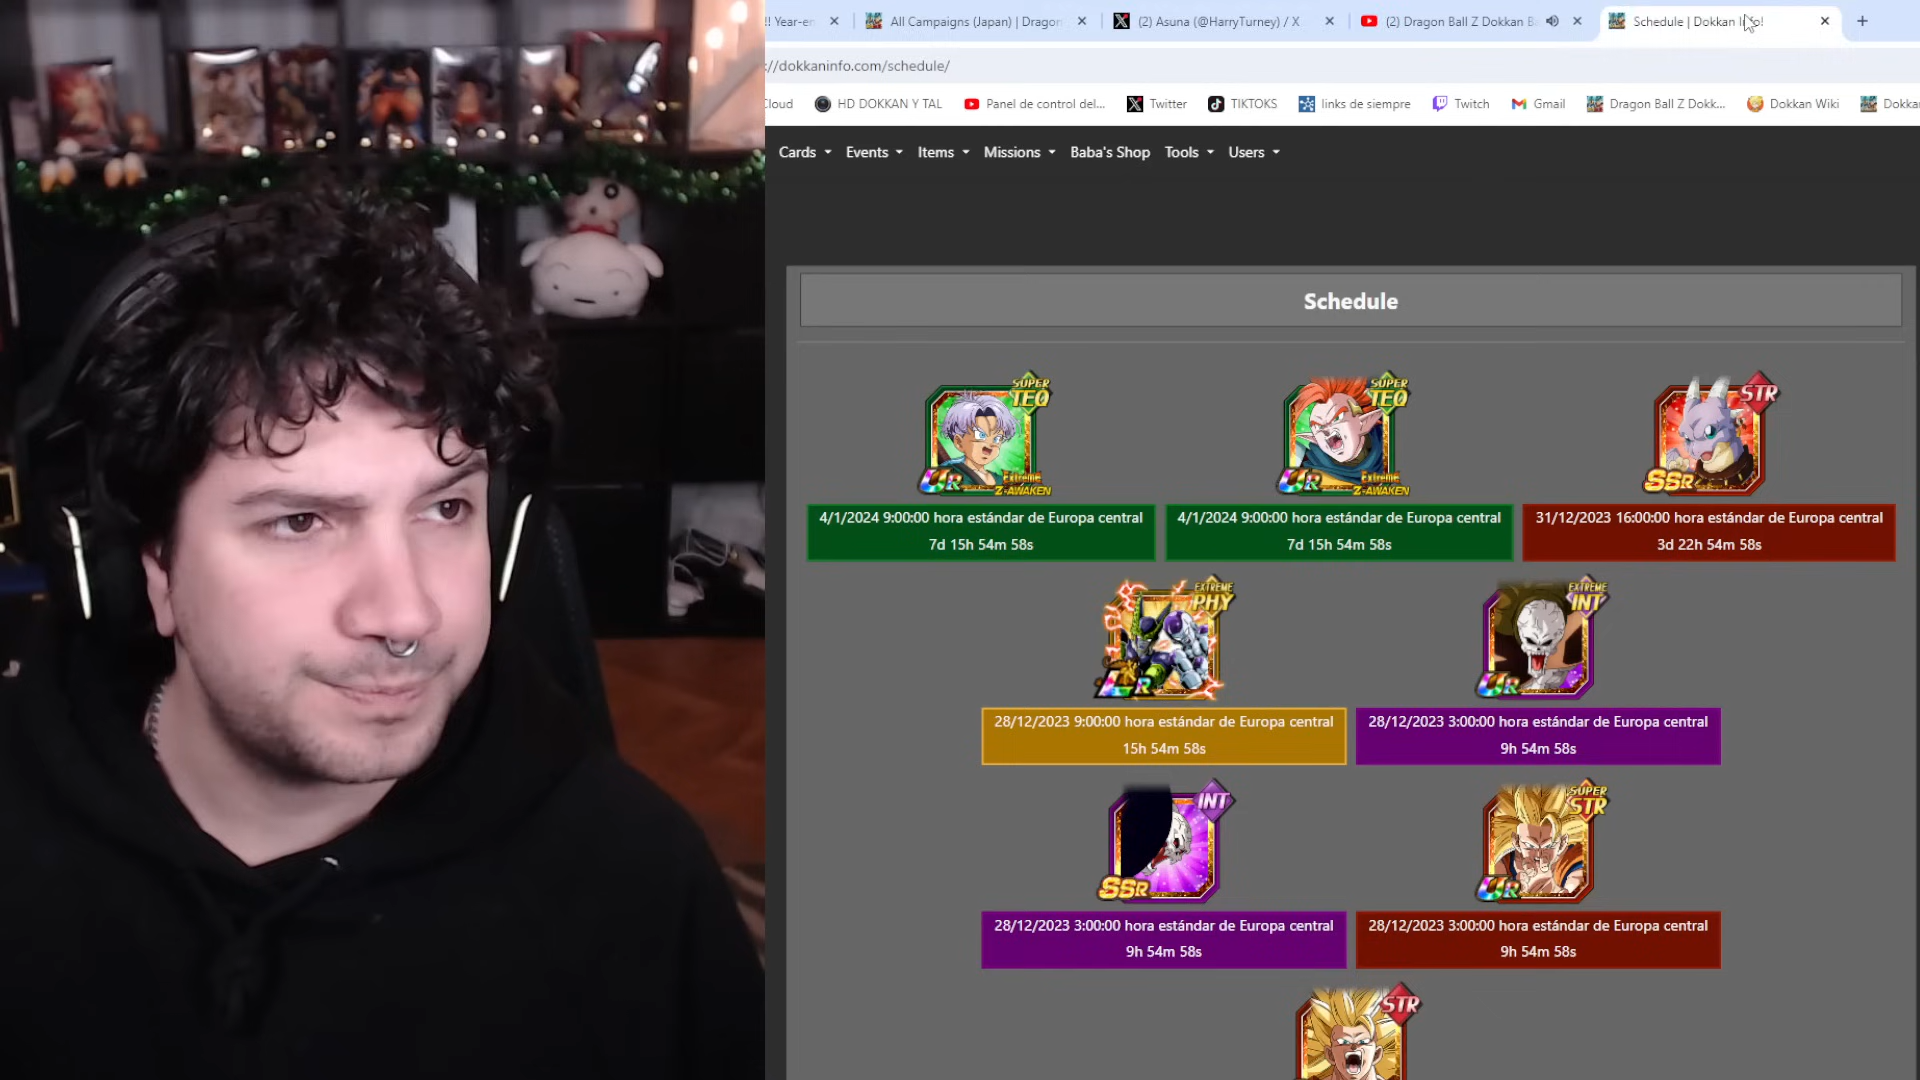 !! Year-en
All Campaigns (Japan) | Dragon
(2) Asuna (@HarryTurney) / X
(2) Dragon Ball Z Dokkan B
Schedule | Dokkan Info!
://dokkaninfo.com/schedule/
Cloud
HD DOKKAN Y TAL
Panel de control del...
Twitter
TIKTOKS
links de siempre
Twitch
Gmail
Dragon Ball Z Dokk...
Dokkan Wiki
Dokka
Cards
Events
Items
Missions
Baba's Shop
Tools
Users
Schedule
SUPER TEQ
UR
Extreme Z-AWAKEN
SUPER TEQ
UR
Extreme Z-AWAKEN
STR
SSR
4/1/2024 9:00:00 hora estándar de Europa central
7d 15h 54m 58s
4/1/2024 9:00:00 hora estándar de Europa central
7d 15h 54m 58s
31/12/2023 16:00:00 hora estándar de Europa central
3d 22h 54m 58s
EXTREME PHY
LR
EXTREME INT
UR
28/12/2023 9:00:00 hora estándar de Europa central
15h 54m 58s
28/12/2023 3:00:00 hora estándar de Europa central
9h 54m 58s
INT
SSR
SUPER STR
UR
28/12/2023 3:00:00 hora estándar de Europa central
9h 54m 58s
28/12/2023 3:00:00 hora estándar de Europa central
9h 54m 58s
STR